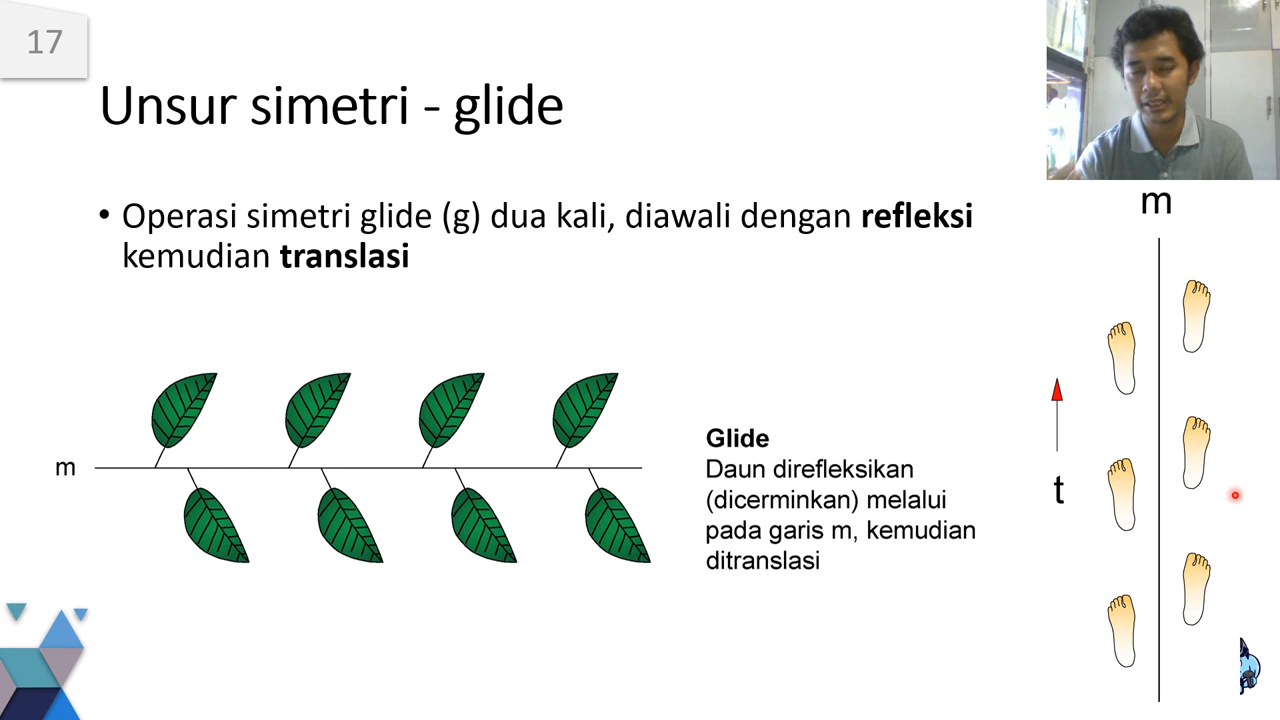 17
Unsur simetri - glide
• Operasi simetri glide (g) dua kali, diawali dengan refleksi
kemudian translasi
m
Glide
Daun direfleksikan
(dicerminkan) melalui
pada garis m, kemudian
ditranslasi
m
t